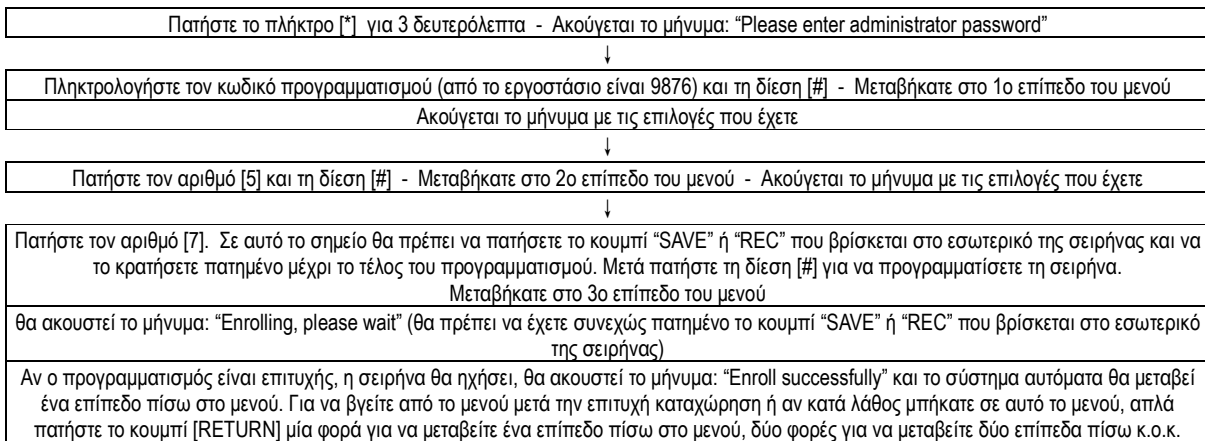 Πατήστε το πλήκτρο [*] για 3 δευτερόλεπτα - Ακούγεται το μήνυμα: “Please enter administrator password”
↓
Πληκτρολογήστε τον κωδικό προγραμματισμού (από το εργοστάσιο είναι 9876) και τη δίεση [#] - Μεταβήκατε στο 1ο επίπεδο του μενού
Ακούγεται το μήνυμα με τις επιλογές που έχετε
↓
Πατήστε τον αριθμό [5] και τη δίεση [#] - Μεταβήκατε στο 2ο επίπεδο του μενού - Ακούγεται το μήνυμα με τις επιλογές που έχετε
↓
Πατήστε τον αριθμό [7]. Σε αυτό το σημείο θα πρέπει να πατήσετε το κουμπί “SAVE” ή “REC” που βρίσκεται στο εσωτερικό της σειρήνας και να
το κρατήσετε πατημένο μέχρι το τέλος του προγραμματισμού. Μετά πατήστε τη δίεση [#] για να προγραμματίσετε τη σειρήνα.
Μεταβήκατε στο 3ο επίπεδο του μενού
θα ακουστεί το μήνυμα: “Enrolling, please wait” (θα πρέπει να έχετε συνεχώς πατημένο το κουμπί “SAVE” ή “REC” που βρίσκεται στο εσωτερικό
της σειρήνας)
Αν ο προγραμματισμός είναι επιτυχής, η σειρήνα θα ηχήσει, θα ακουστεί το μήνυμα: “Enroll successfully” και το σύστημα αυτόματα θα μεταβεί
ένα επίπεδο πίσω στο μενού. Για να βγείτε από το μενού μετά την επιτυχή καταχώρηση ή αν κατά λάθος μπήκατε σε αυτό το μενού, απλά
πατήστε το κουμπί [RETURN] μία φορά για να μεταβείτε ένα επίπεδο πίσω στο μενού, δύο φορές για να μεταβείτε δύο επίπεδα πίσω κ.ο.κ.